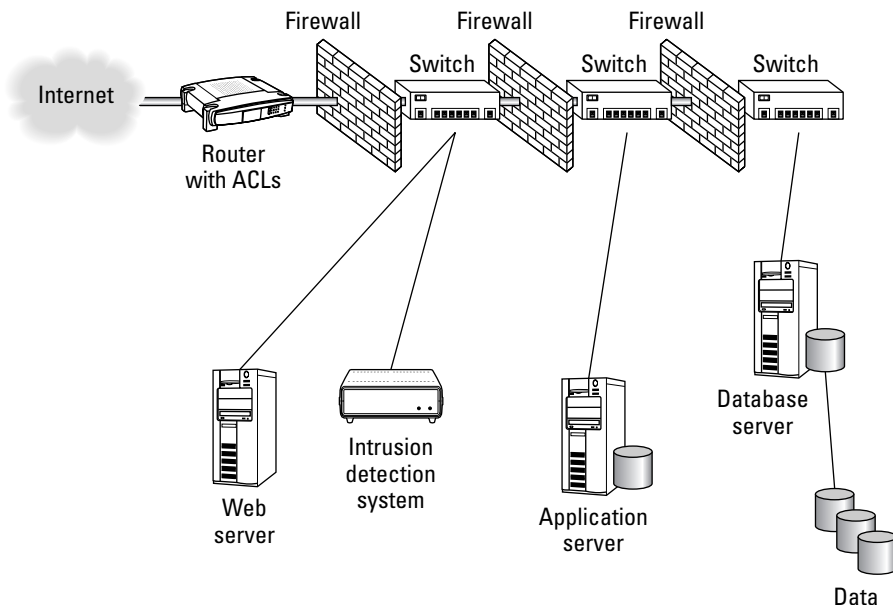 Firewall
Firewall
Firewall
Switch
Switch
Switch
Internet
Router
with ACLs
Database
server
Intrusion
detection
system
Web
server
Application
server
Data